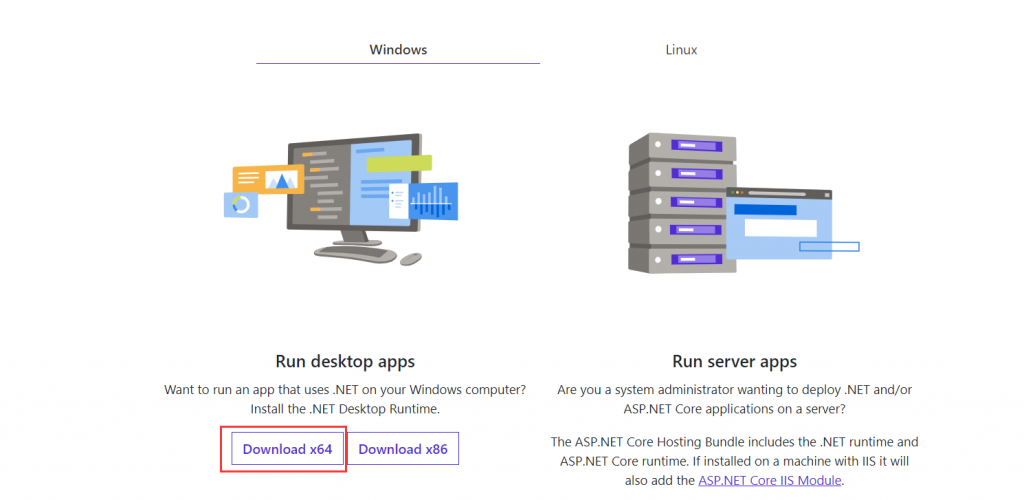 Windows
Linux
Run desktop apps
Want to run an app that uses .NET on your Windows computer?
Install the .NET Desktop Runtime.
Download x64
Download x86
Run server apps
Are you a system administrator wanting to deploy .NET and/or
ASP.NET Core applications on a server?
The ASP.NET Core Hosting Bundle includes the .NET runtime and
ASP.NET Core runtime. If installed on a machine with IIS it will
also add the ASP.NET Core IIS Module.